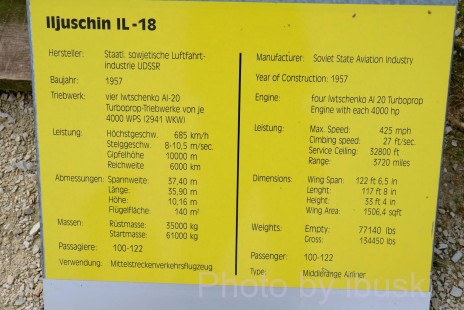 Iljuschin IL-18
Hersteller: Staatl. sowjetische Luftfahrt-
Industrie UDSSR
Baujahr: 1957
Triebwerk: vier Iwtschenko AI-20
Turboprop-Triebwerke von je
4000 WPS (2941 WKW)
Leistung: Höchstgeschw. 685 km/h
Steiggeschw. 8-10,5 m/sec.
Gipfelhöhe 10000 m
Reichweite 6000 km
Abmessungen: Spannweite: 37,40 m
Länge: 35,90 m
Höhe: 10,16 m
Flügelfläche: 140 m²
Massen: Rüstmasse: 35000 kg
Startmasse: 61000 kg
Passagiere: 100-122
Verwendung: Mittelstreckenverkehrsflugzeug
Manufacturer: Soviet State Aviation Industry
Year of Construction: 1957
Engine: four Iwtschenko AI 20 Turboprop
Engine with each 4000 hp
Leistung: Max. Speed: 425 mph
Climbing speed: 27 ft/sec.
Service Ceiling: 32800 ft
Range: 3720 miles
Dimensions: Wing Span: 122 ft 6,5 in
Lenght: 117 ft 8 in
Height: 33 ft 4 in
Wing Area: 1506,4 sqft
Weights: Empty: 77140 lbs
Gross: 134450 lbs
Passenger: 100-122
Type: Middlerange Airliner
Photo by ibuski